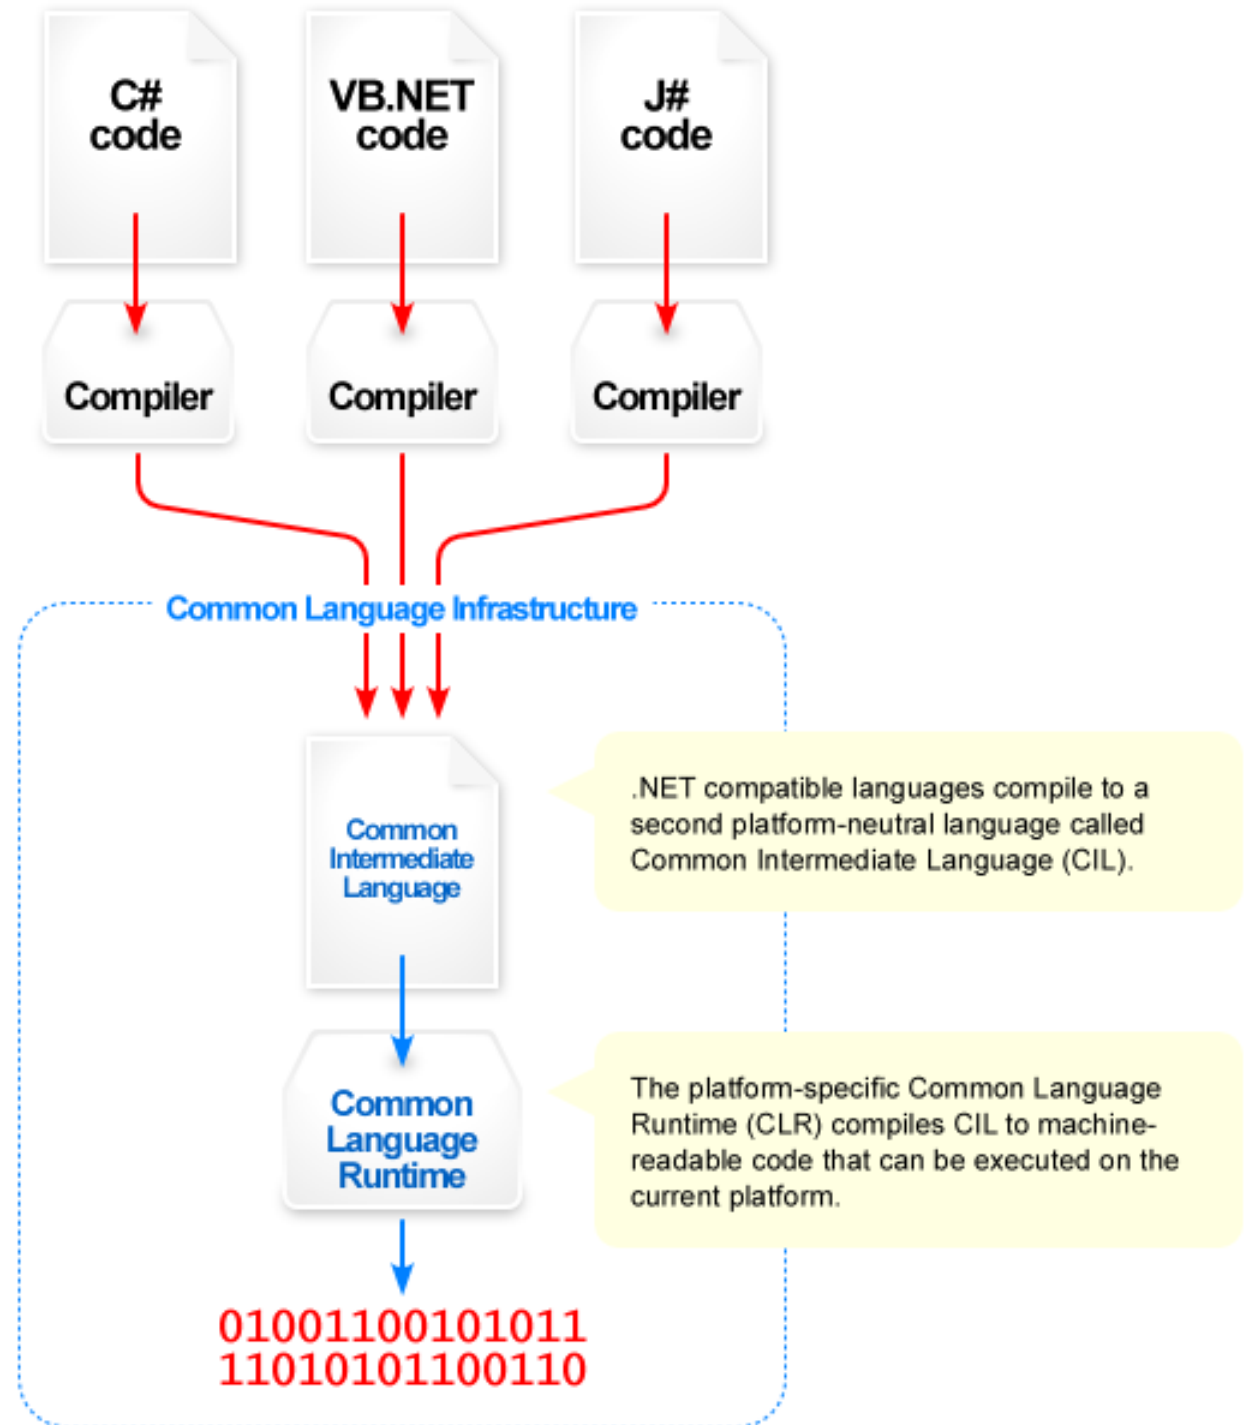 C#
code
VB.NET
code
J#
code
Compiler
Compiler
Compiler
Common Language Infrastructure
Common
Intermediate
Language
.NET compatible languages compile to a
second platform-neutral language called
Common Intermediate Language (CIL).
Common
Language
Runtime
The platform-specific Common Language
Runtime (CLR) compiles CIL to machine-
readable code that can be executed on the
current platform.
01001100101011
11010101100110